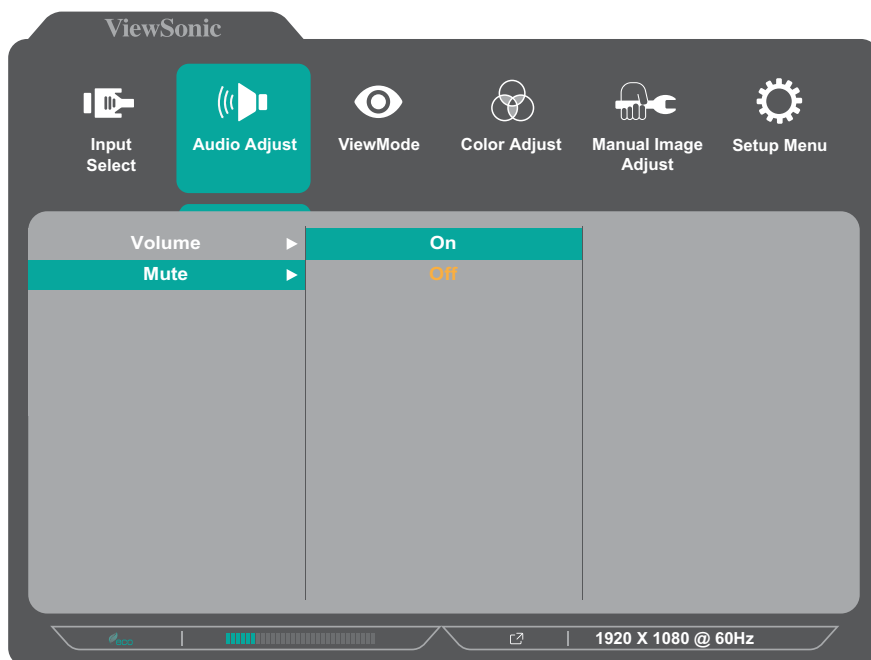 ViewSonic
Input
Select
Audio Adjust
ViewMode
Color Adjust
Manual Image
Adjust
Setup Menu
Volume
On
Mute
Off
eco
1920 X 1080 @ 60Hz